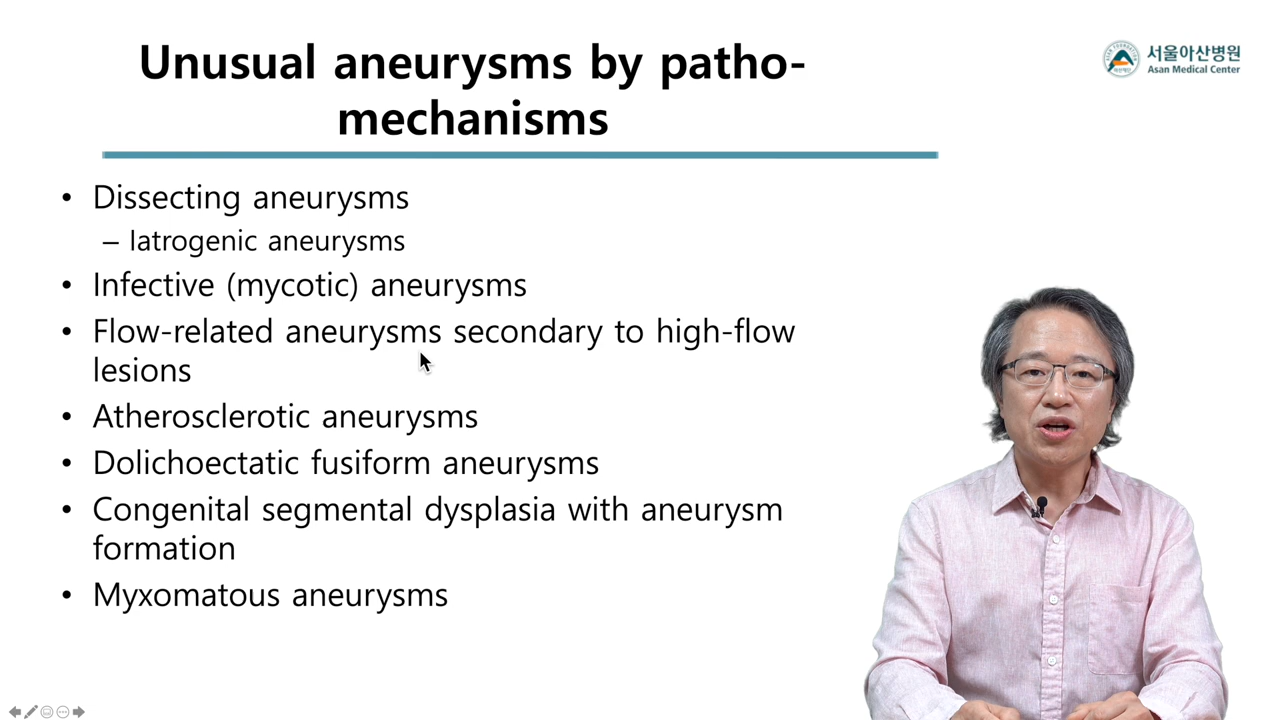 Unusual aneurysms by patho-
mechanisms
서울아산병원
Asan Medical Center
• Dissecting aneurysms
– Iatrogenic aneurysms
• Infective (mycotic) aneurysms
• Flow-related aneurysms secondary to high-flow
lesions
• Atherosclerotic aneurysms
• Dolichoectatic fusiform aneurysms
• Congenital segmental dysplasia with aneurysm
formation
• Myxomatous aneurysms